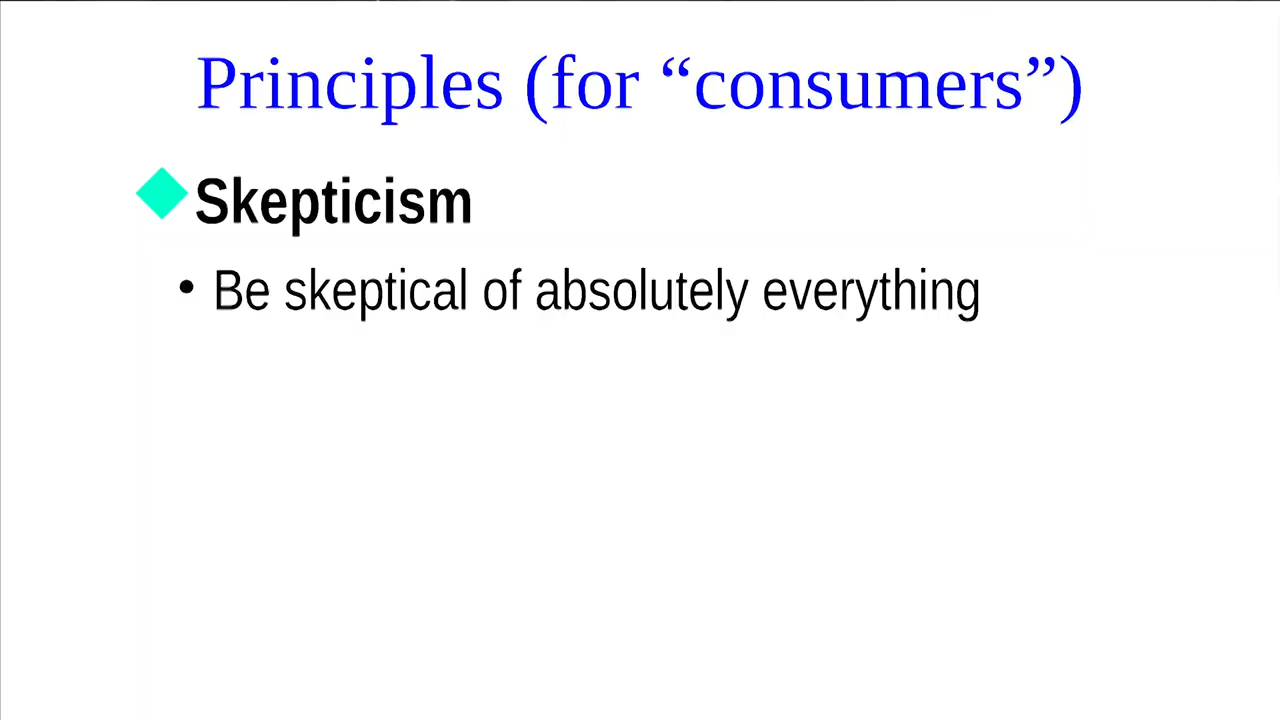 Principles (for “consumers”)
Skepticism
• Be skeptical of absolutely everything